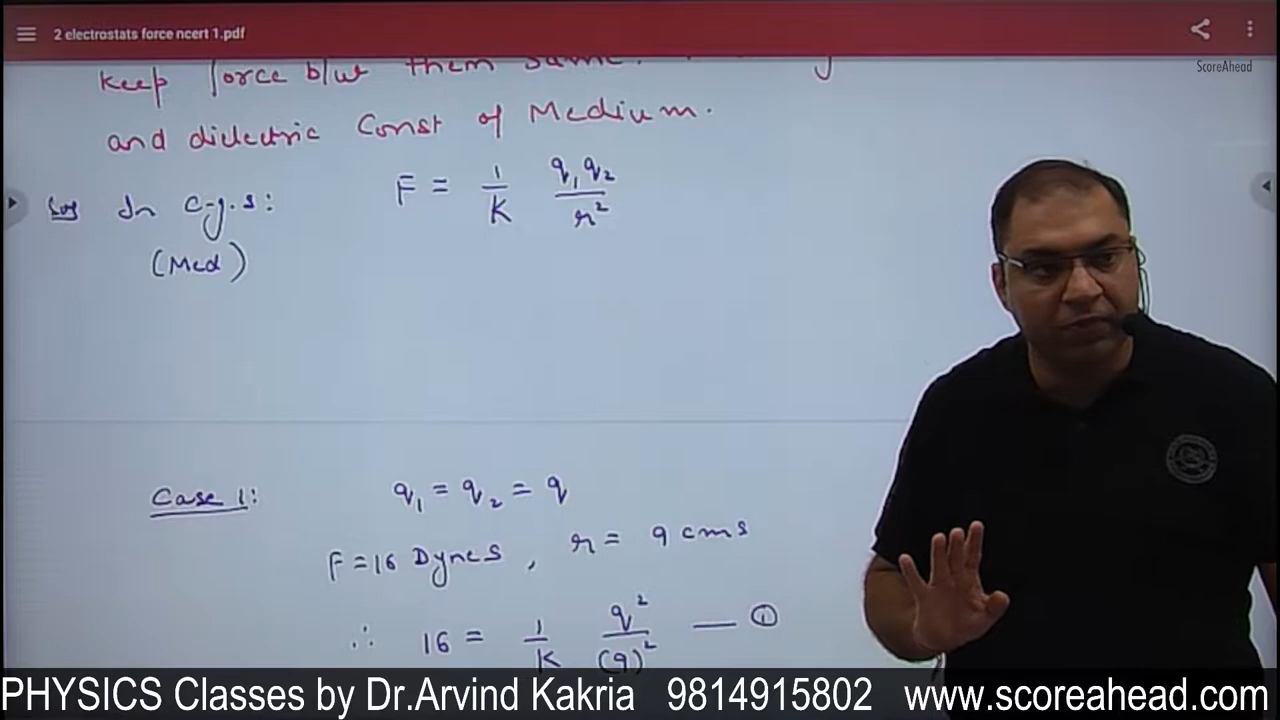 2 electrostats force ncert 1.pdf
ScoreAhead
keep force b/w them same.
and dielectric Const of Medium.
Sol In c.g.s: F = 1/K q₁q₂/r²
(Med)
Case 1: q₁ = q₂ = q
F = 16 Dynes, r = 9 cms
∴ 16 = 1/K q²/(9)² — ①
PHYSICS Classes by Dr.Arvind Kakria 9814915802 www.scoreahead.com